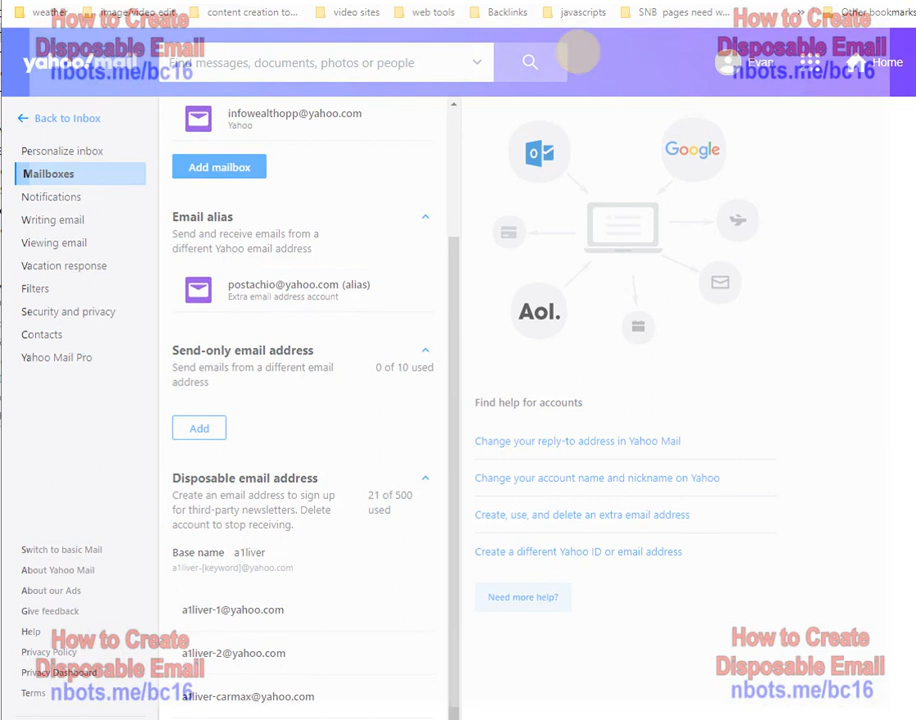 weather
image/video edit
content creation to...
video sites
web tools
Backlinks
javascripts
SNB pages need w...
»
Other bookmarks
How to Create
Disposable Email
nbots.me/bc16
How to Create
Disposable Email
nbots.me/bc16
yahoo!mail
Find messages, documents, photos or people
Evan
Home
Back to Inbox
Personalize inbox
Mailboxes
Notifications
Writing email
Viewing email
Vacation response
Filters
Security and privacy
Contacts
Yahoo Mail Pro
Switch to basic Mail
About Yahoo Mail
About our Ads
Give feedback
Help
Privacy Policy
Privacy Dashboard
Terms
How to Create
Disposable Email
nbots.me/bc16
infowealthopp@yahoo.com
Yahoo
Add mailbox
Email alias
Send and receive emails from a
different Yahoo email address
postachio@yahoo.com (alias)
Extra email address account
Send-only email address
Send emails from a different email
address
0 of 10 used
Add
Disposable email address
Create an email address to sign up
for third-party newsletters. Delete
account to stop receiving.
21 of 500
used
Base name a1liver
a1liver-[keyword]@yahoo.com
a1liver-1@yahoo.com
a1liver-2@yahoo.com
a1liver-carmax@yahoo.com
Google
Aol.
Find help for accounts
Change your reply-to address in Yahoo Mail
Change your account name and nickname on Yahoo
Create, use, and delete an extra email address
Create a different Yahoo ID or email address
Need more help?
How to Create
Disposable Email
nbots.me/bc16